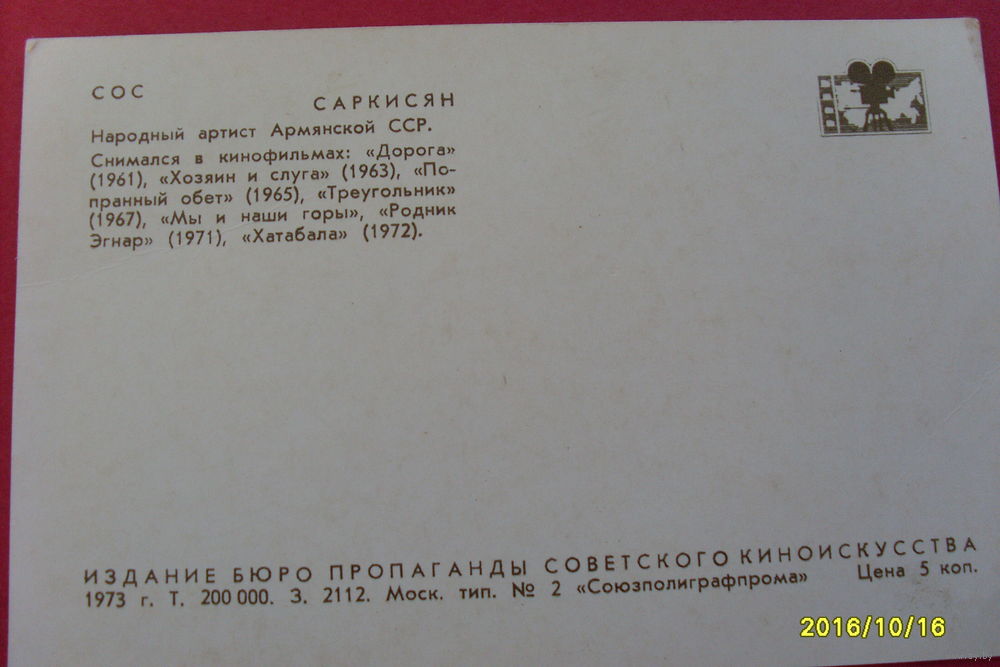 СОС
САРКИСЯН
Народный артист Армянской ССР.
Снимался в кинофильмах: «Дорога»
(1961), «Хозяин и слуга» (1963), «По-
пранный обет» (1965), «Треугольник»
(1967), «Мы и наши горы», «Родник
Эгнар» (1971), «Хатабала» (1972).
ИЗДАНИЕ БЮРО ПРОПАГАНДЫ СОВЕТСКОГО КИНОИСКУССТВА
1973 г. Т. 200 000. З. 2112. Моск. тип. № 2 «Союзполиграфпрома» Цена 5 коп.
2016/10/16